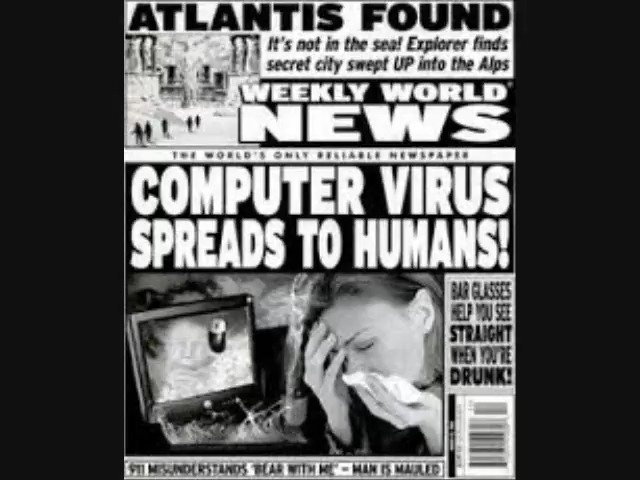 ATLANTIS FOUND
It's not in the sea! Explorer finds
secret city swept UP into the Alps
WEEKLY WORLD
NEWS
THE WORLD'S ONLY RELIABLE NEWSPAPER
COMPUTER VIRUS
SPREADS TO HUMANS!
BAR GLASSES
HELP YOU SEE
STRAIGHT
WHEN YOU'RE
DRUNK!
911 MISUNDERSTANDS 'BEAR WITH ME' – MAN IS MAULED